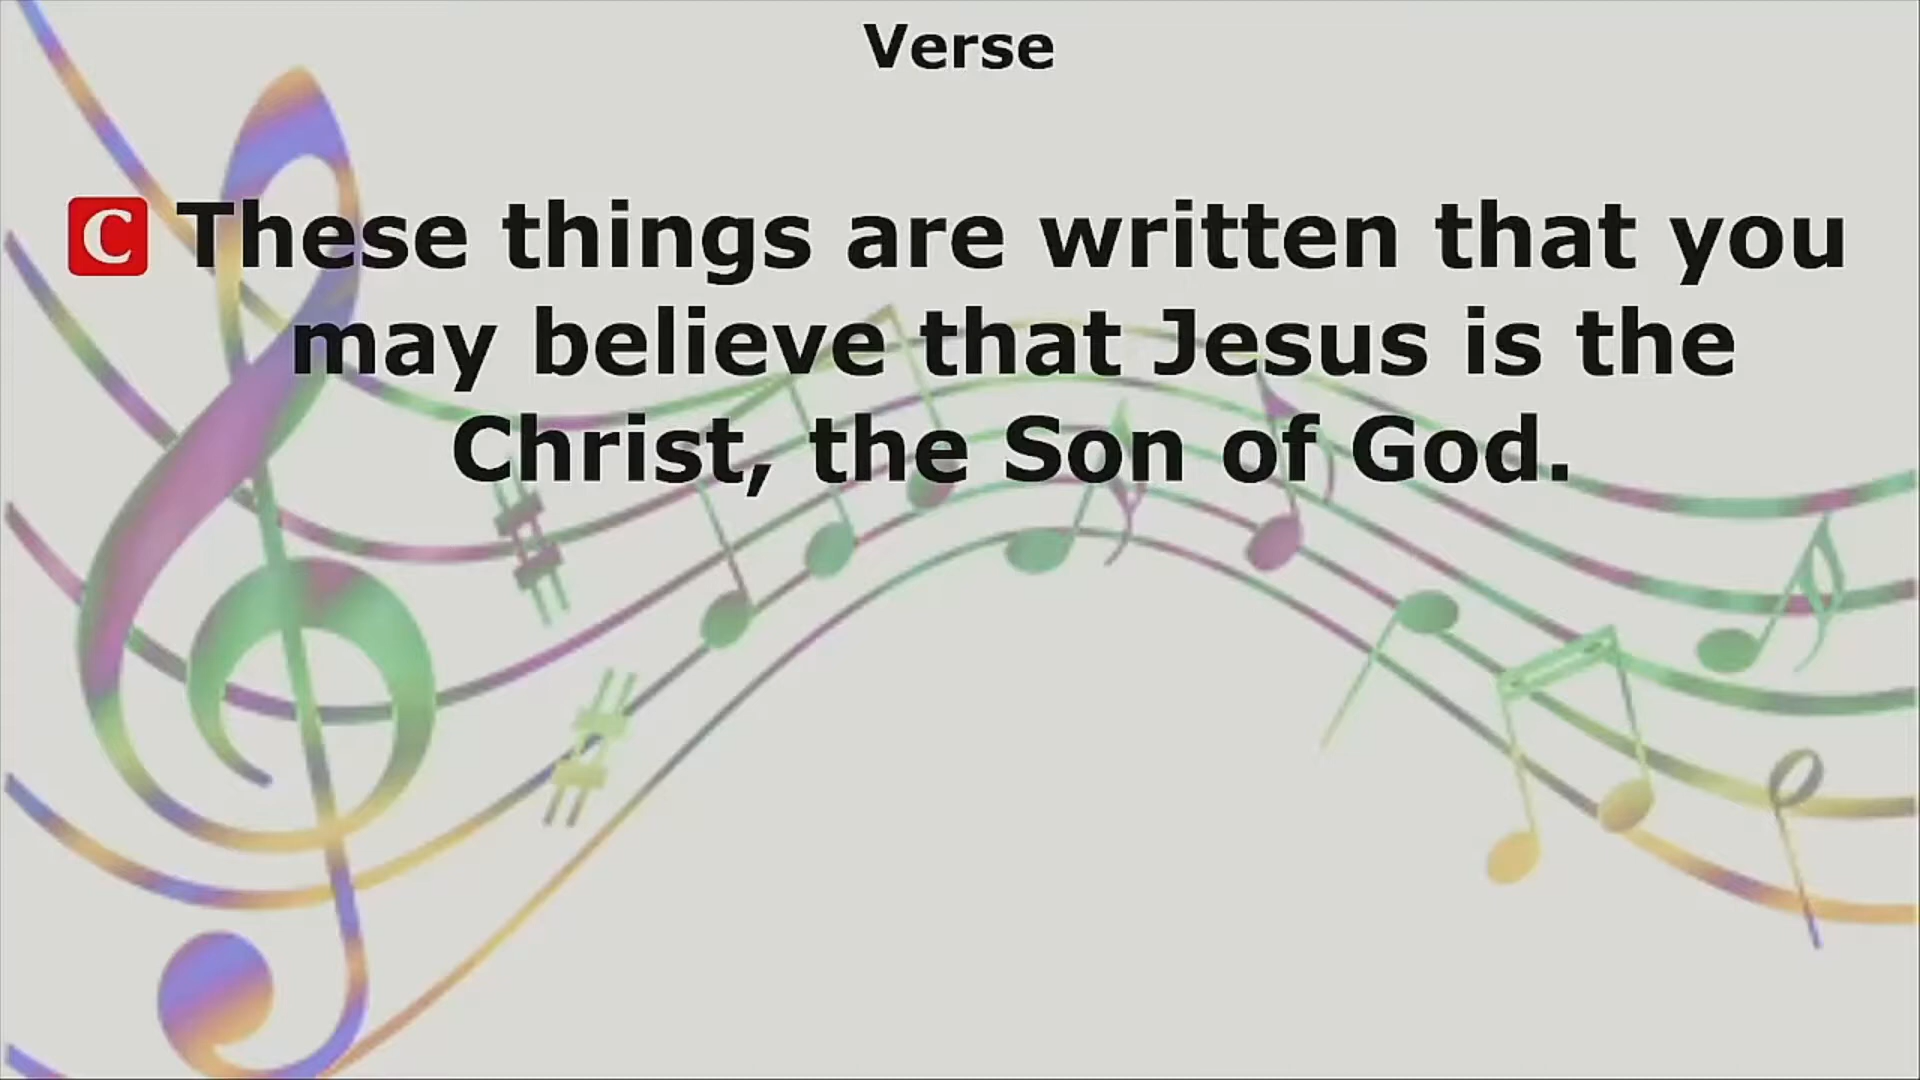 Verse
C These things are written that you
may believe that Jesus is the
Christ, the Son of God.